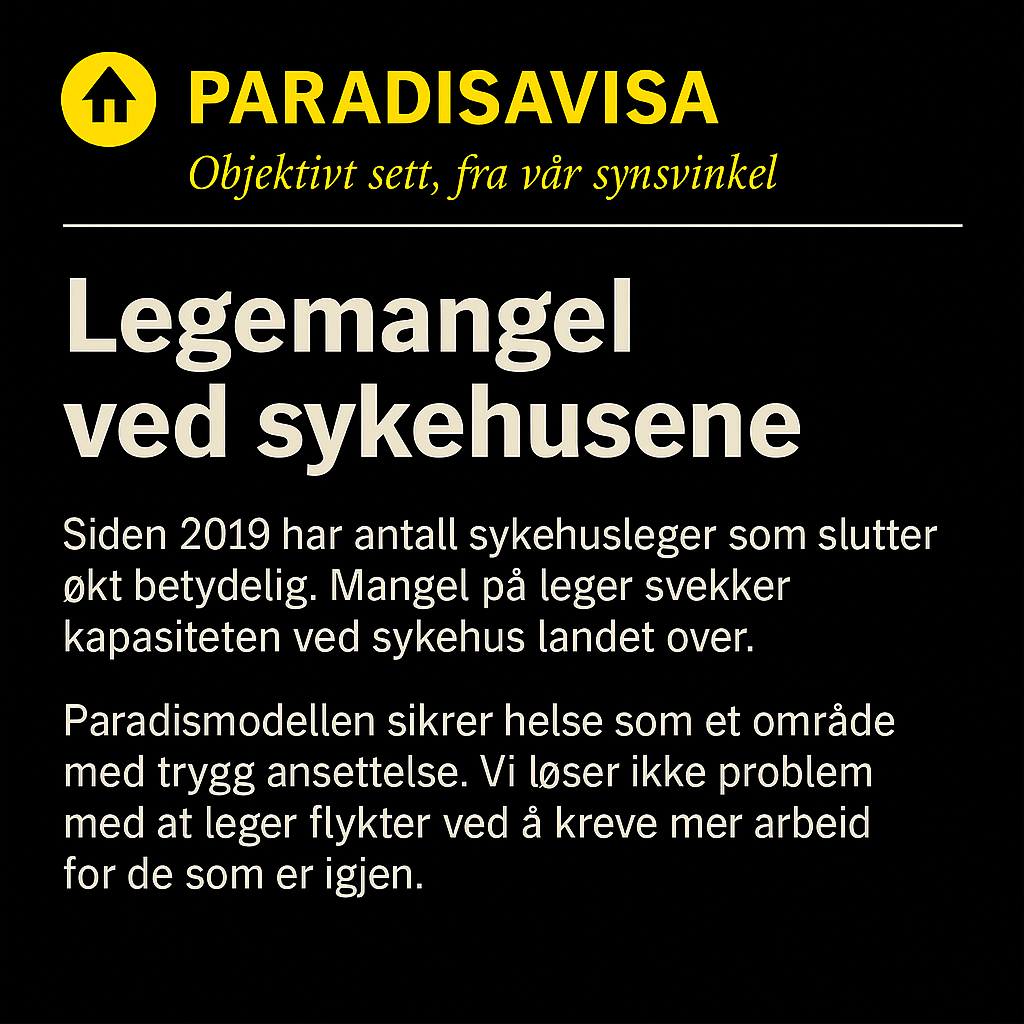 PARADISAVISA
Objektivt sett, fra vår synsvinkel
Legemangel
ved sykehusene
Siden 2019 har antall sykehusleger som slutter
økt betydelig. Mangel på leger svekker
kapasiteten ved sykehus landet over.
Paradismodellen sikrer helse som et område
med trygg ansettelse. Vi løser ikke problem
med at leger flykter ved å kreve mer arbeid
for de som er igjen.